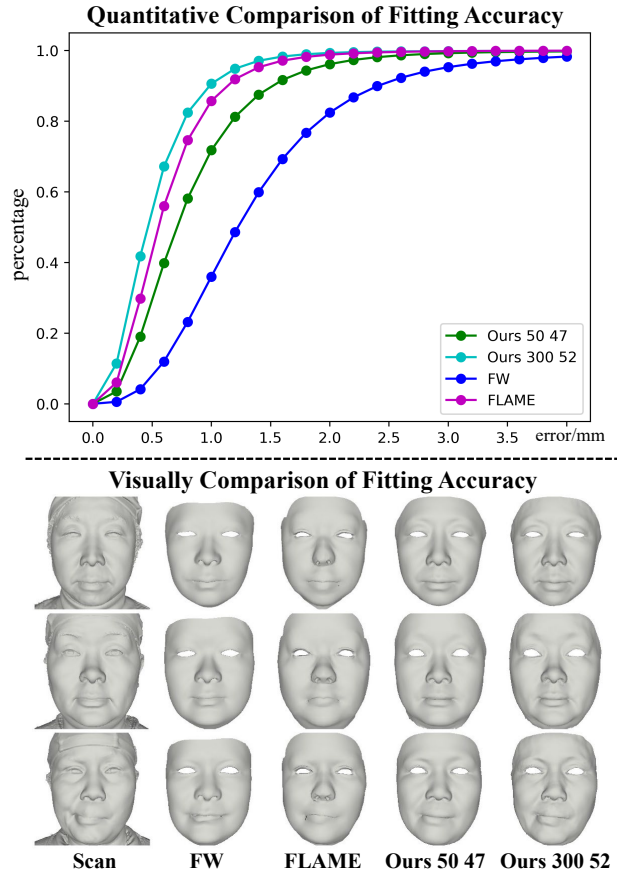 Quantitative Comparison of Fitting Accuracy
1.0
0.8
0.6
0.4
0.2
0.0
percentage
Ours 50 47
Ours 300 52
FW
FLAME
0.0 0.5 1.0 1.5 2.0 2.5 3.0 3.5 error/mm
Visually Comparison of Fitting Accuracy
Scan FW FLAME Ours 50 47 Ours 300 52